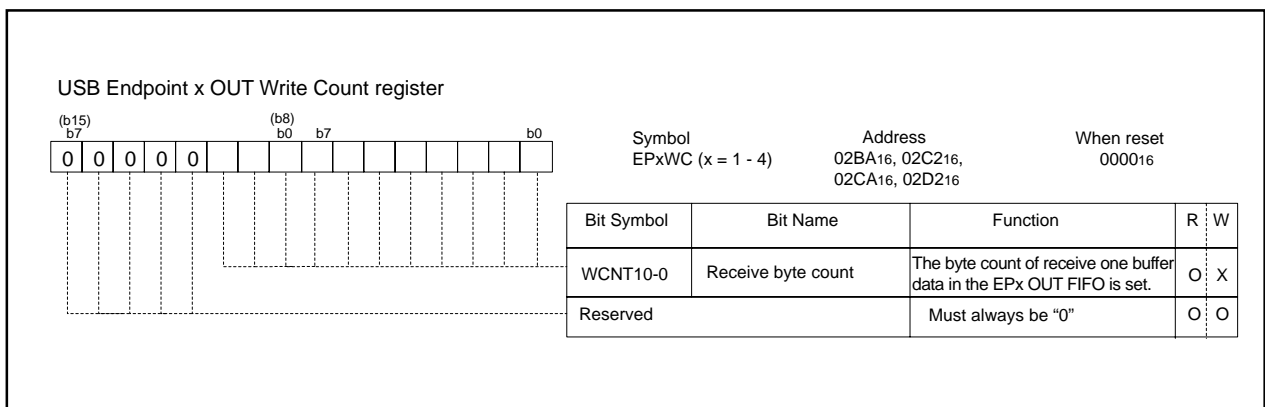 USB Endpoint x OUT Write Count register
(b15) (b8)
b7 b0 b7 b0
0 0 0 0 0
Symbol Address When reset
EPxWC (x = 1 - 4) 02BA16, 02C216, 000016
02CA16, 02D216
Bit Symbol Bit Name Function R W
WCNT10-0 Receive byte count The byte count of receive one buffer data in the EPx OUT FIFO is set. O X
Reserved Must always be “0” O O